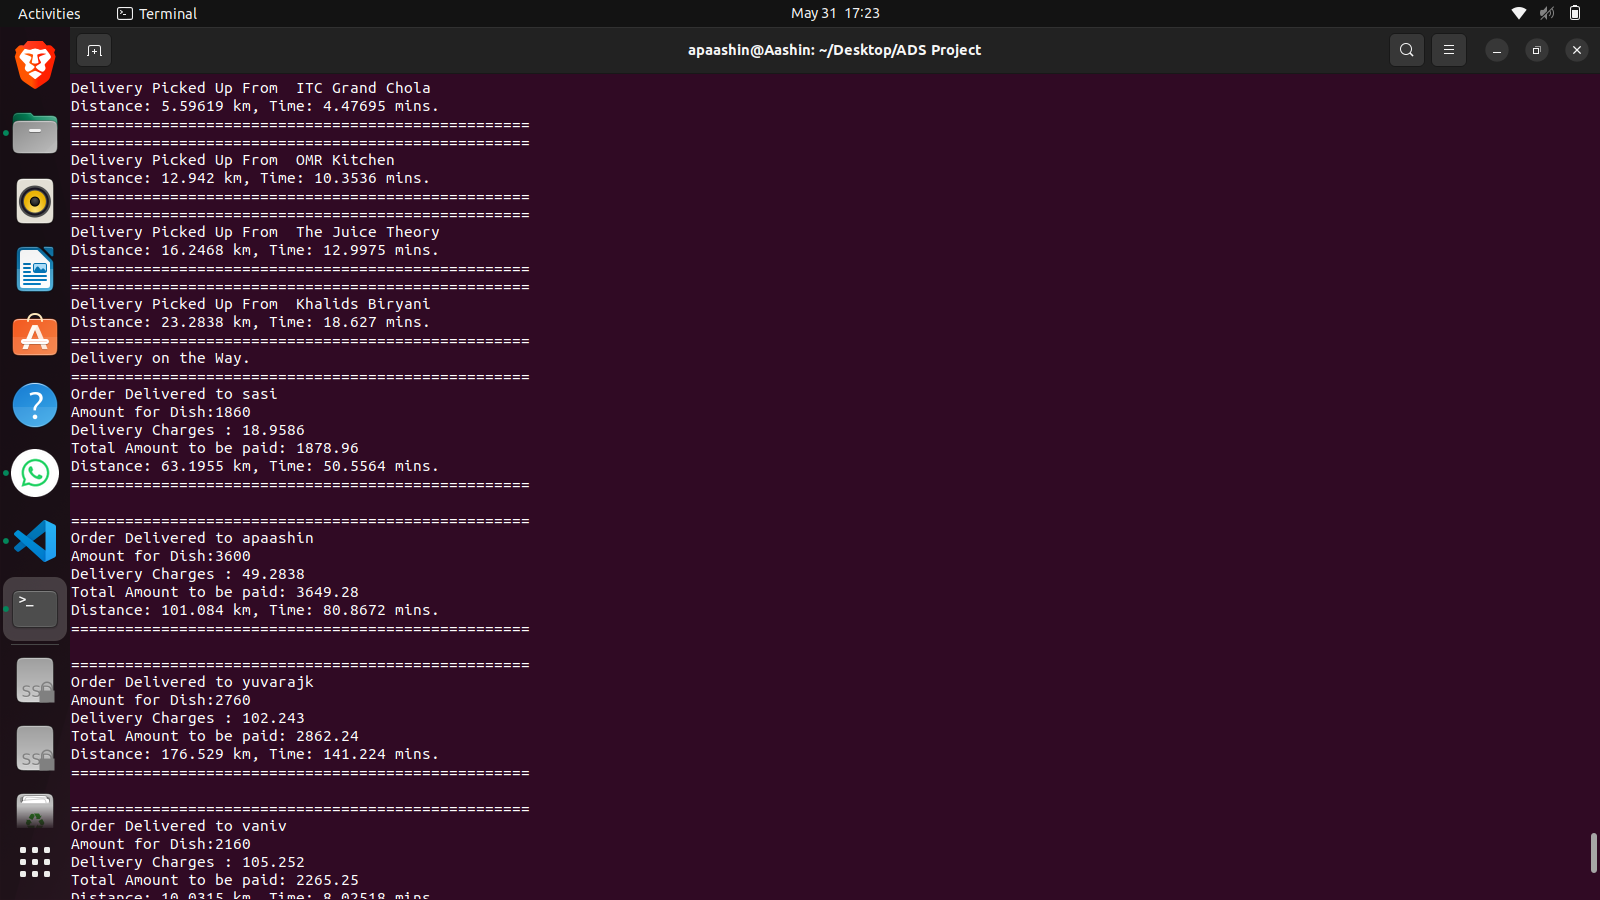 Activities
Terminal
May 31 17:23
apaashin@Aashin: ~/Desktop/ADS Project
Delivery Picked Up From  ITC Grand Chola
Distance: 5.59619 km, Time: 4.47695 mins.
===================================================
===================================================
Delivery Picked Up From  OMR Kitchen
Distance: 12.942 km, Time: 10.3536 mins.
===================================================
===================================================
Delivery Picked Up From  The Juice Theory
Distance: 16.2468 km, Time: 12.9975 mins.
===================================================
===================================================
Delivery Picked Up From  Khalids Biryani
Distance: 23.2838 km, Time: 18.627 mins.
===================================================
Delivery on the Way.
===================================================
Order Delivered to sasi
Amount for Dish:1860
Delivery Charges : 18.9586
Total Amount to be paid: 1878.96
Distance: 63.1955 km, Time: 50.5564 mins.
===================================================
===================================================
Order Delivered to apaashin
Amount for Dish:3600
Delivery Charges : 49.2838
Total Amount to be paid: 3649.28
Distance: 101.084 km, Time: 80.8672 mins.
===================================================
===================================================
Order Delivered to yuvarajk
Amount for Dish:2760
Delivery Charges : 102.243
Total Amount to be paid: 2862.24
Distance: 176.529 km, Time: 141.224 mins.
===================================================
===================================================
Order Delivered to vaniv
Amount for Dish:2160
Delivery Charges : 105.252
Total Amount to be paid: 2265.25
Distance: 10.0315 km, Time: 8.02518 mins.